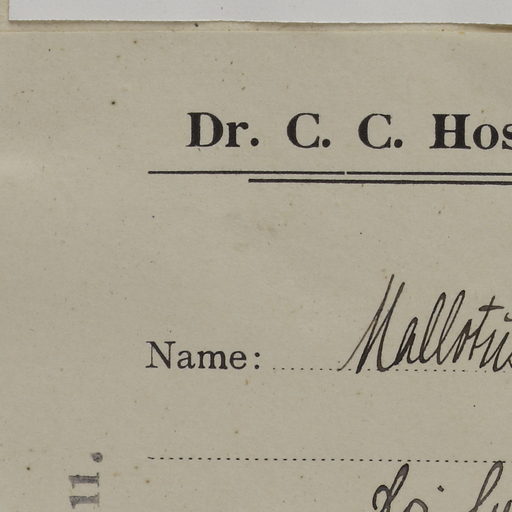 Dr. C. C. Hos
Name: Mallotus
11.